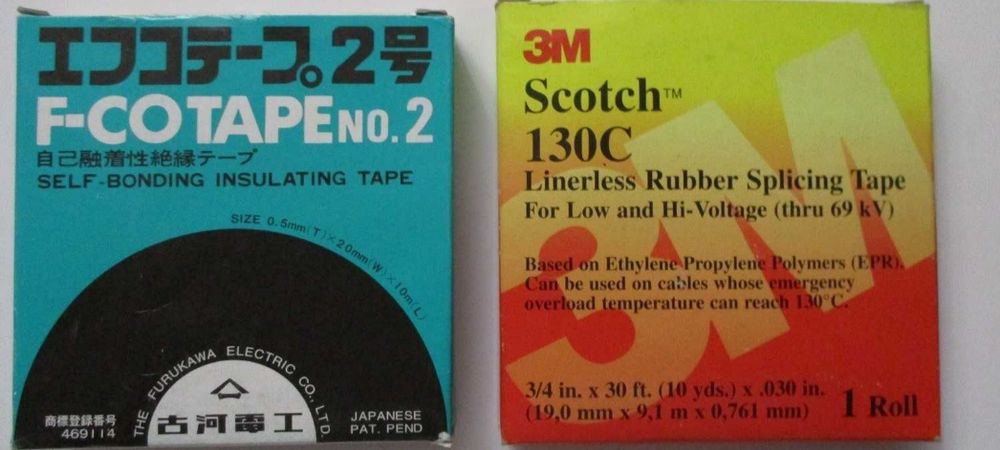 エフコテープ。2号
F-CO TAPE NO.2
自己融着性絶縁テープ
SELF-BONDING INSULATING TAPE
SIZE 0.5mm(T)×20mm(W)×10m(L)
THE FURUKAWA ELECTRIC CO., LTD.
古河電工
商標登録番号
469114
JAPANESE
PAT. PEND
3M
Scotch™
130C
Linerless Rubber Splicing Tape
For Low and Hi-Voltage (thru 69 kV)
3M
Based on Ethylene Propylene Polymers (EPR).
Can be used on cables whose emergency
overload temperature can reach 130°C.
3/4 in. x 30 ft. (10 yds.) x .030 in.
(19,0 mm x 9,1 m x 0,761 mm)
1 Roll